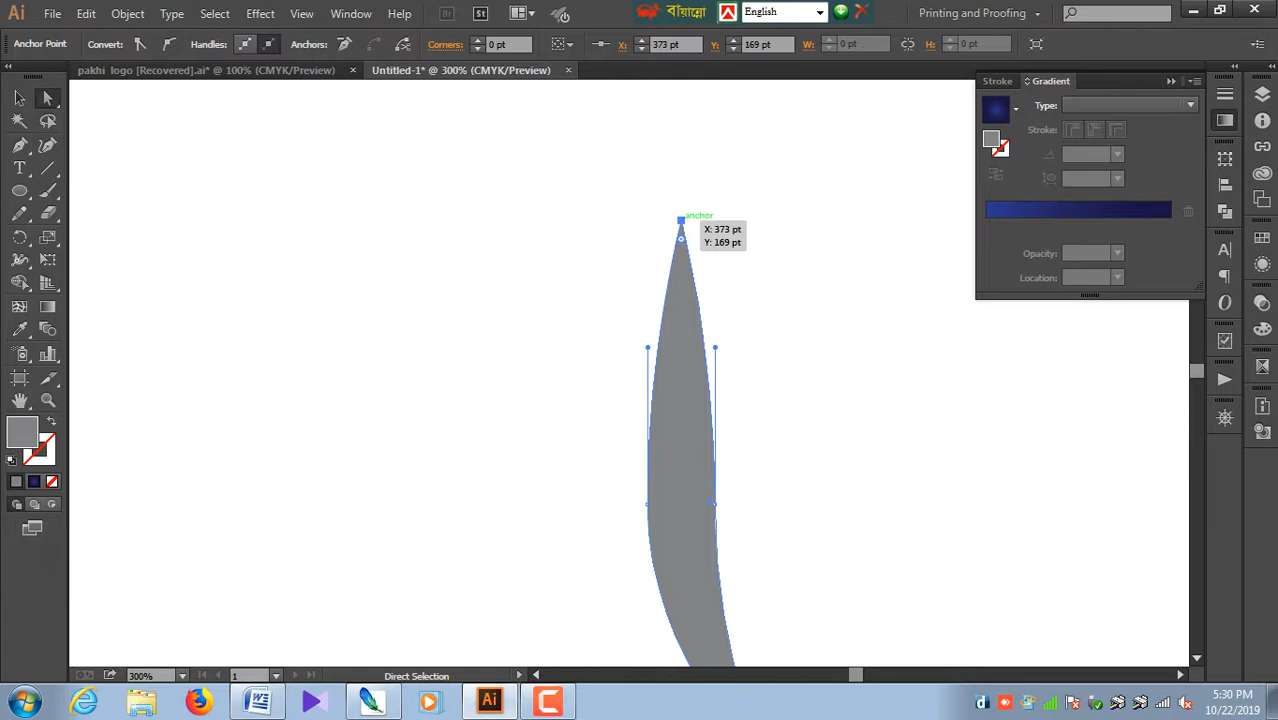 Ai File Edit Object Type Select Effect View Window Help Br St বায়ান্নো English Printing and Proofing
Anchor Point Convert: Handles: Anchors: Corners: 0 pt X: 373 pt Y: 169 pt W: 0 pt H: 0 pt
pakhi logo [Recovered].ai* @ 100% (CMYK/Preview) × Untitled-1* @ 300% (CMYK/Preview) ×
Stroke Gradient
Type:
Stroke:
anchor
X: 373 pt
Y: 169 pt
Opacity:
Location:
300% 1 Direction Selection
5:30 PM
10/22/2019